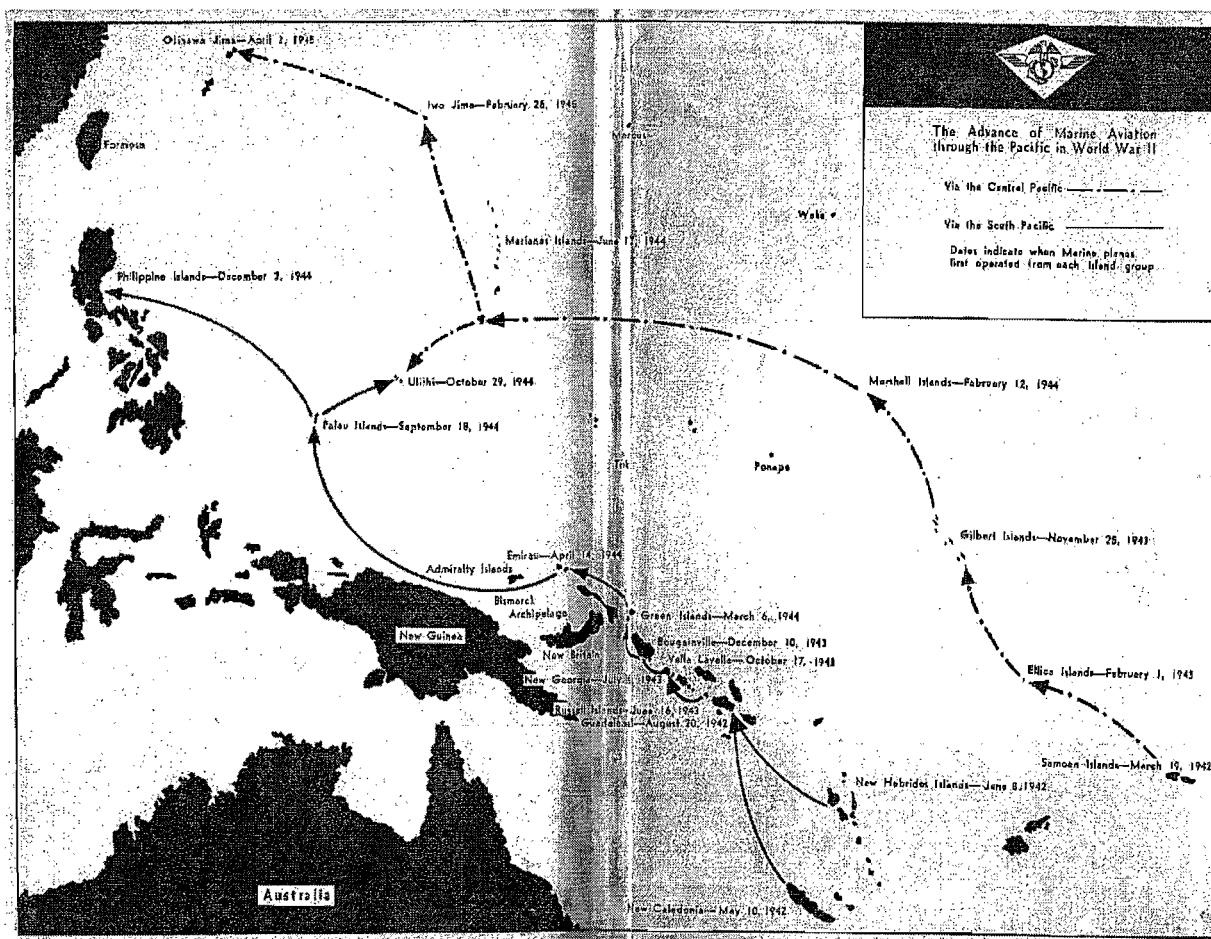 Okinawa Jima—April 2, 1945
Iwo Jima—February 26, 1945
Marcus
Formosa
The Advance of Marine Aviation
through the Pacific in World War II
Via the Central Pacific
Via the South Pacific
Dates indicate when Marine planes
first operated from each island group
Wake
Marianas Islands—June 17, 1944
Philippine Islands—December 3, 1944
Ulithi—October 29, 1944
Marshall Islands—February 12, 1944
Palau Islands—September 18, 1944
Truk
Ponape
Gilbert Islands—November 25, 1943
Emirau—April 14, 1944
Admiralty Islands
Bismarck
Archipelago
Green Islands—March 6, 1944
New Guinea
Bougainville—December 10, 1943
New Britain
Vella Lavella—October 17, 1943
Ellice Islands—February 1, 1943
New Georgia—July 1943
Russell Islands—June 16, 1943
Guadalcanal—August 20, 1942
Samoan Islands—March 19, 1942
New Hebrides Islands—June 8, 1942
Australia
New Caledonia—May 10, 1942